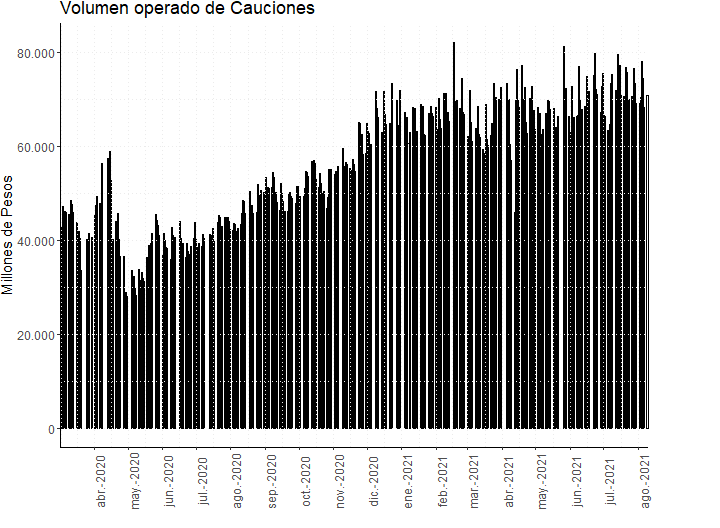 Volumen operado de Cauciones
Millones de Pesos
80.000
60.000
40.000
20.000
0
abr.-2020
may.-2020
jun.-2020
jul.-2020
ago.-2020
sep.-2020
oct.-2020
nov.-2020
dic.-2020
ene.-2021
feb.-2021
mar.-2021
abr.-2021
may.-2021
jun.-2021
jul.-2021
ago.-2021